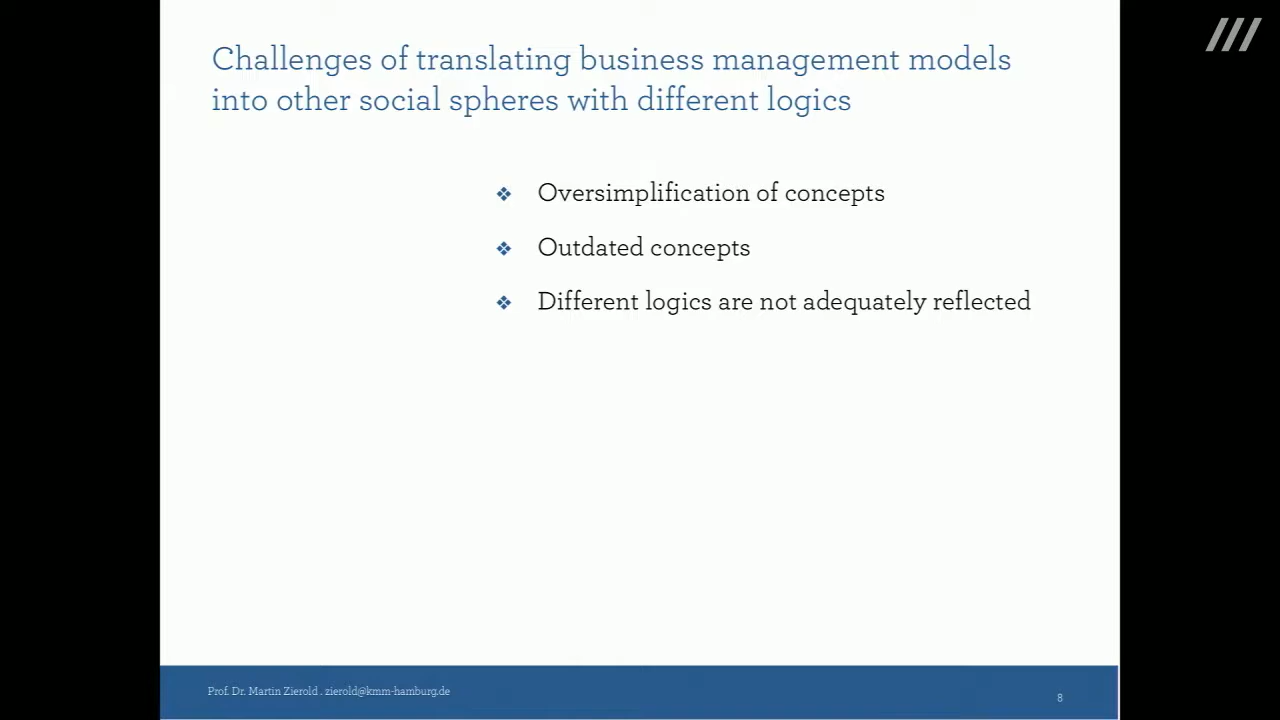 Challenges of translating business management models
into other social spheres with different logics
❖ Oversimplification of concepts
❖ Outdated concepts
❖ Different logics are not adequately reflected
Prof. Dr. Martin Zierold . zierold@kmm-hamburg.de
8